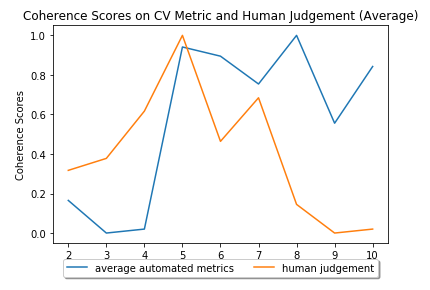 Coherence Scores on CV Metric and Human Judgement (Average)
1.0
0.8
0.6
0.4
0.2
0.0
Coherence Scores
2 3 4 5 6 7 8 9 10
average automated metrics human judgement